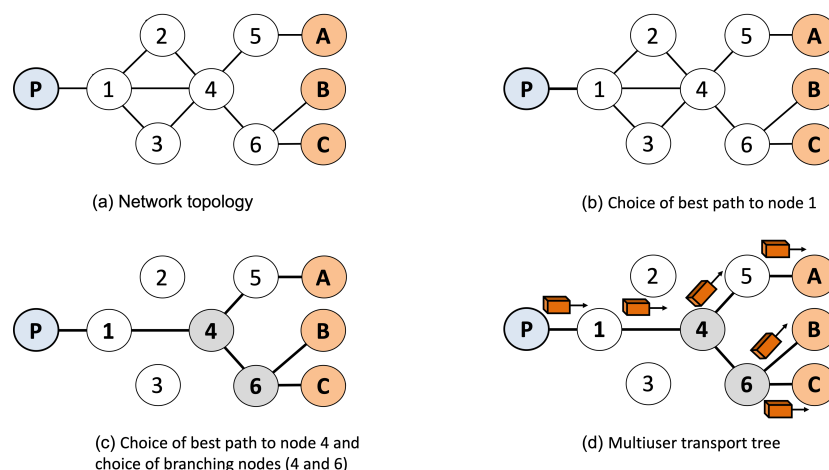 2
5
A
P
1
4
B
3
6
C
(a) Network topology
2
5
A
P
1
4
B
3
6
C
(b) Choice of best path to node 1
2
5
A
P
1
4
B
3
6
C
(c) Choice of best path to node 4 and
choice of branching nodes (4 and 6)
2
5
A
P
1
4
B
3
6
C
(d) Multiuser transport tree